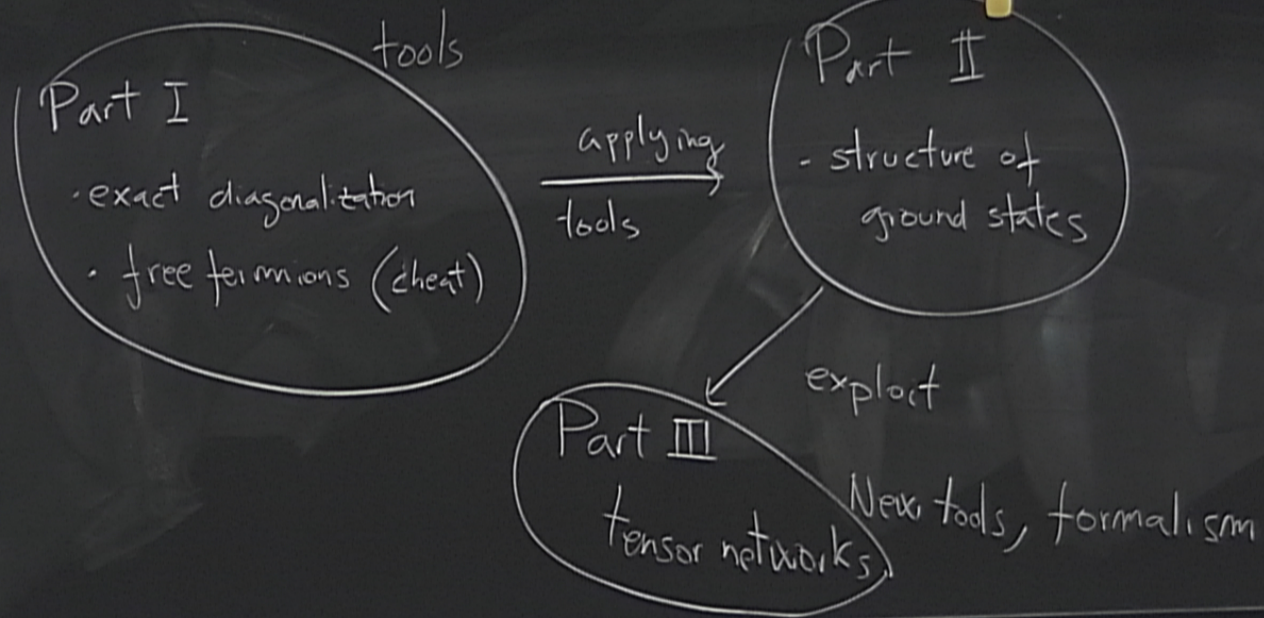 tools
Part I
· exact diagonalization
· free fermions (cheat)
applying
tools
Part II
- structure of
ground states
exploit
Part III
tensor networks
New tools, formalism